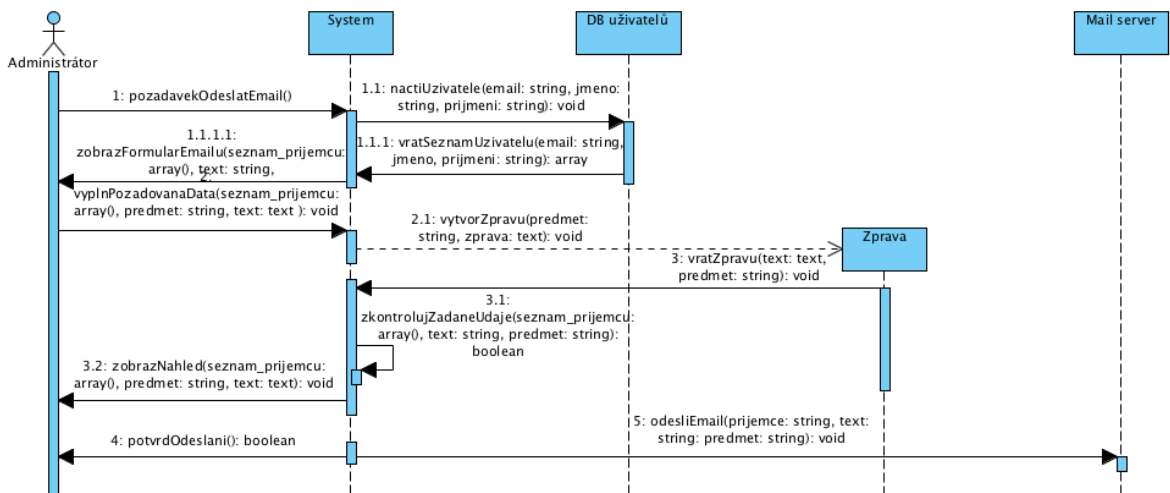 System
DB uživatelů
Mail server
Administrátor
1: pozadavekOdeslatEmail()
1.1: nactiUzivatele(email: string, jmeno:
string, prijmeni: string): void
1.1.1: vratSeznamUzivatelu(email: string,
jmeno, prijmeni: string): array
1.1.1.1:
zobrazFormularEmailu(seznam_prijemcu:
array(), text: string,
2:
vyplnPozadovanaData(seznam_prijemcu:
array(), predmet: string, text: text ): void
2.1: vytvorZpravu(predmet:
string, zprava: text): void
Zprava
3: vratZpravu(text: text,
predmet: string): void
3.1:
zkontrolujZadaneUdaje(seznam_prijemcu:
array(), text: string, predmet: string):
boolean
3.2: zobrazNahled(seznam_prijemcu:
array(), predmet: string, text: text): void
4: potvrdOdeslani(): boolean
5: odesliEmail(prijemce: string, text:
string: predmet: string): void